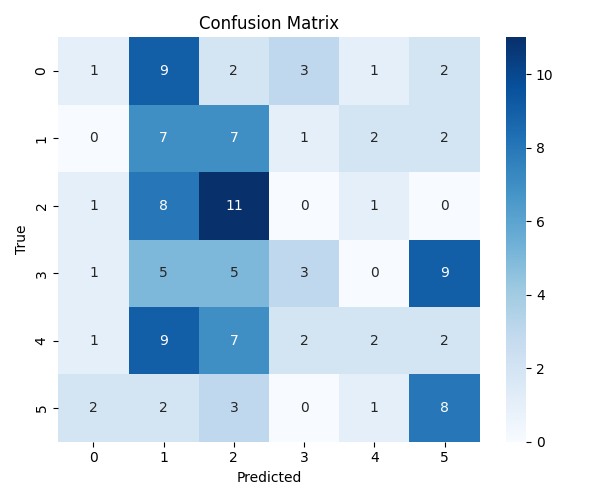 Confusion Matrix
0 1 9 2 3 1 2
1 0 7 7 1 2 2
2 1 8 11 0 1 0
3 1 5 5 3 0 9
4 1 9 7 2 2 2
5 2 2 3 0 1 8
0 1 2 3 4 5
True
Predicted
10
8
6
4
2
0